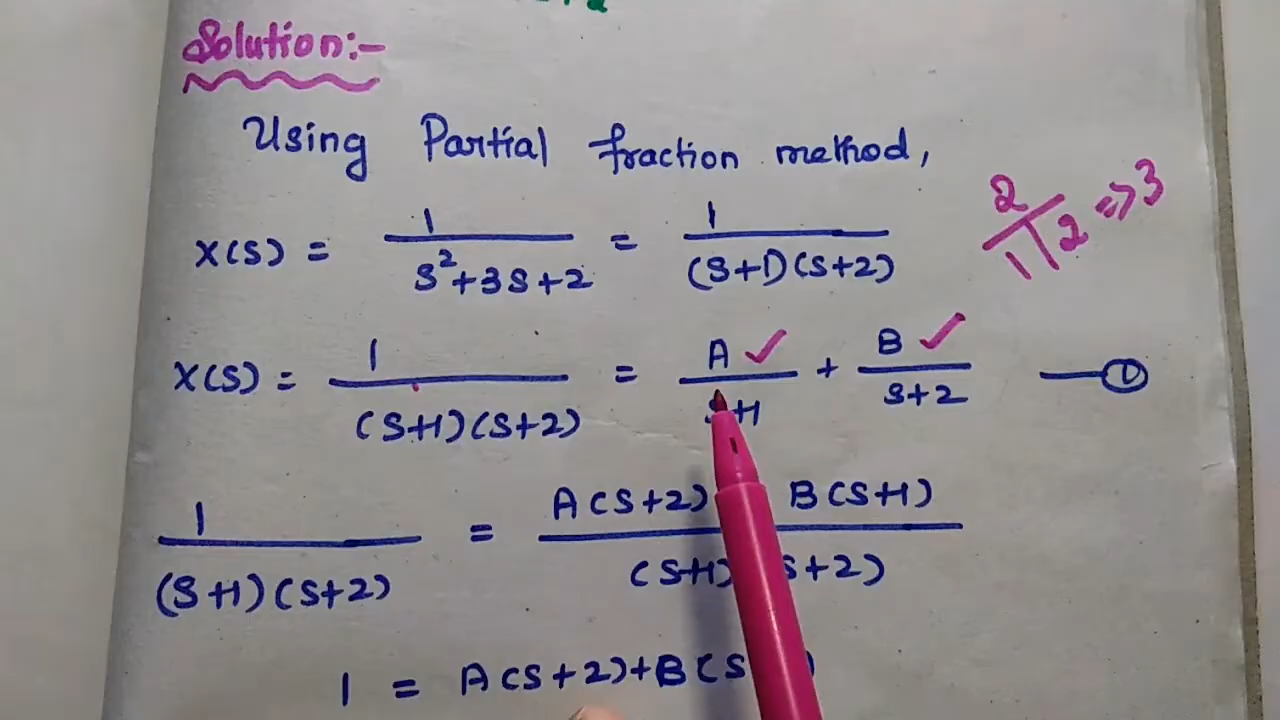 Solution:-
Using Partial fraction method,
X(S) = 1 / S²+3S+2 = 1 / (S+1)(S+2)
2 / 1 | 2 => 3
X(S) = 1 / (S+1)(S+2) = A ✓ / S+1 + B ✓ / S+2 — ①
1 / (S+1)(S+2) = A(S+2) B(S+1) / (S+1) S+2)
1 = A(S+2)+B(S )